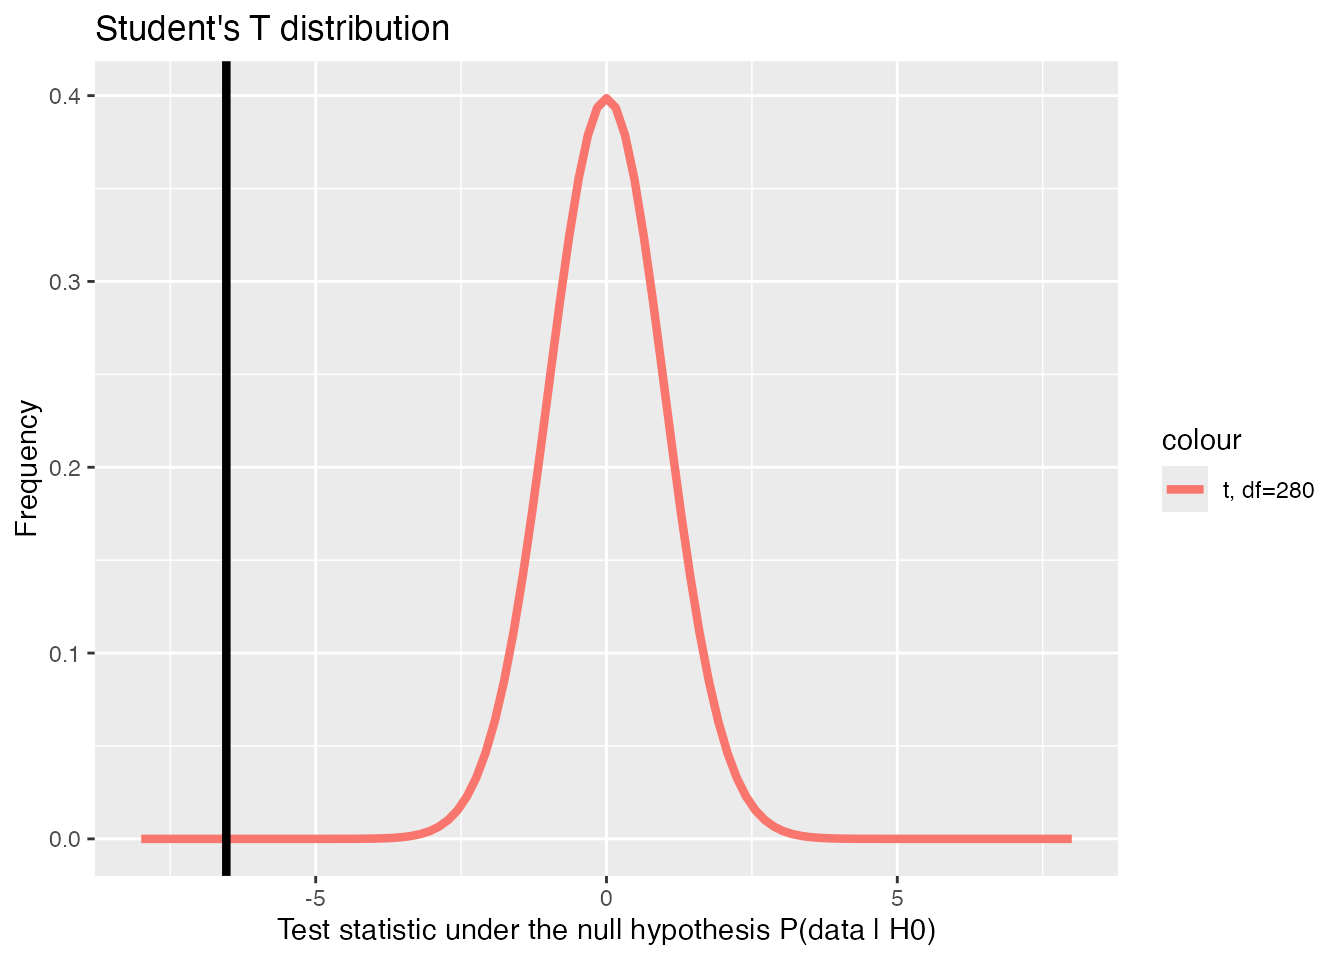 Student's T distribution
0.4
0.3
0.2
0.1
0.0
Frequency
-5
0
5
Test statistic under the null hypothesis P(data | H0)
colour
t, df=280